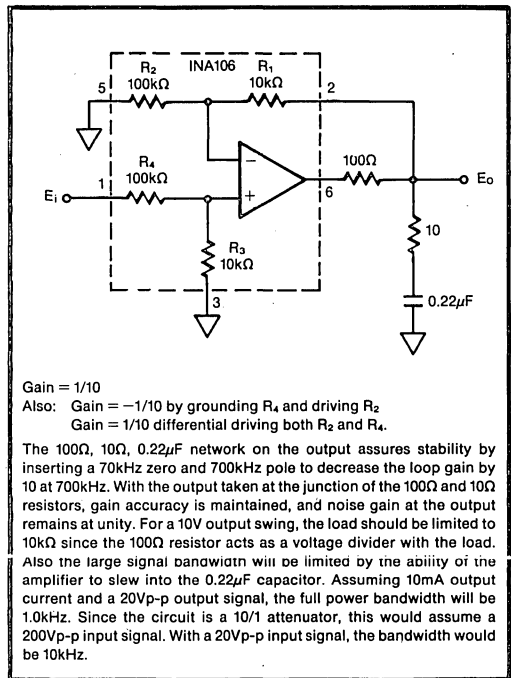 INA106
R₂
100kΩ
R₁
10kΩ
5
2
R₄
100kΩ
100Ω
1
6
Eᵢ
Eₒ
−
+
R₃
10kΩ
10
0.22μF
3
Gain = 1/10
Also: Gain = −1/10 by grounding R₄ and driving R₂
Gain = 1/10 differential driving both R₂ and R₄.
The 100Ω, 10Ω, 0.22μF network on the output assures stability by
inserting a 70kHz zero and 700kHz pole to decrease the loop gain by
10 at 700kHz. With the output taken at the junction of the 100Ω and 10Ω
resistors, gain accuracy is maintained, and noise gain at the output
remains at unity. For a 10V output swing, the load should be limited to
10kΩ since the 100Ω resistor acts as a voltage divider with the load.
Also the large signal bandwidth will be limited by the ability of the
amplifier to slew into the 0.22μF capacitor. Assuming 10mA output
current and a 20Vp-p output signal, the full power bandwidth will be
1.0kHz. Since the circuit is a 10/1 attenuator, this would assume a
200Vp-p input signal. With a 20Vp-p input signal, the bandwidth would
be 10kHz.